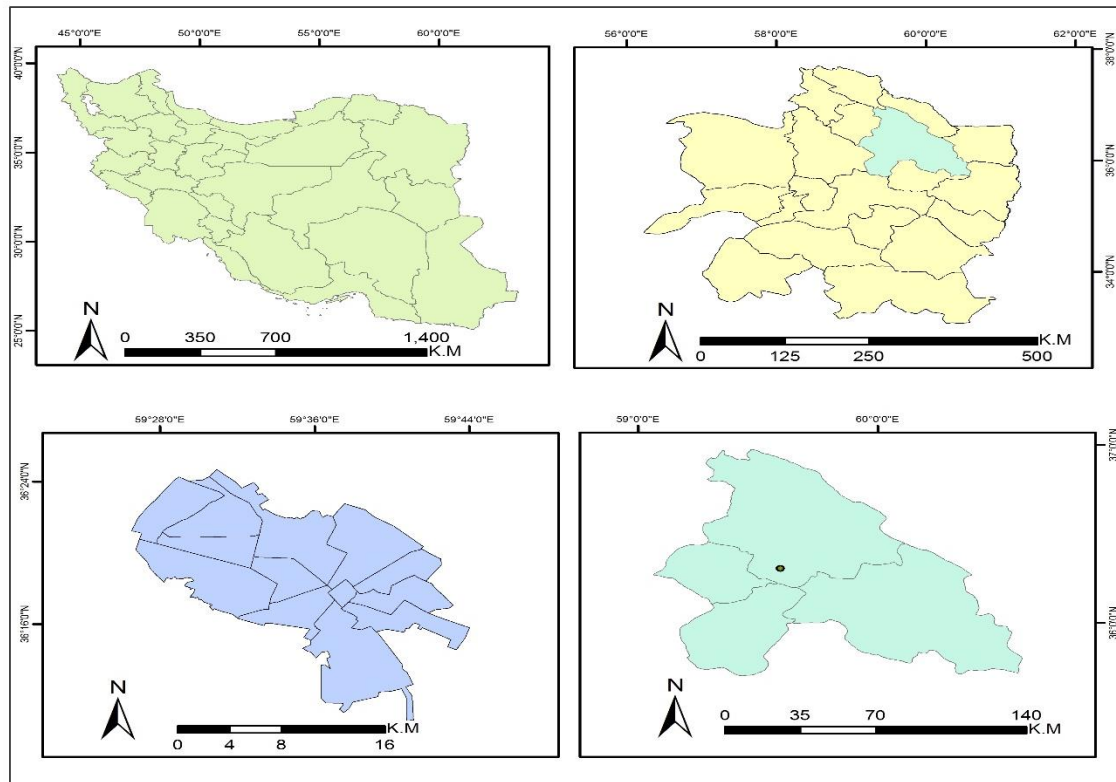 45°0'0"E 50°0'0"E 55°0'0"E 60°0'0"E
40°0'0"N
35°0'0"N
30°0'0"N
25°0'0"N
N
0 350 700 1,400
K.M
56°0'0"E 58°0'0"E 60°0'0"E 62°0'0"E
38°0'0"N
36°0'0"N
34°0'0"N
N
K.M
0 125 250 500
59°28'0"E 59°36'0"E 59°44'0"E
36°24'0"N
36°16'0"N
N
K.M
0 4 8 16
59°0'0"E 60°0'0"E
37°0'0"N
36°0'0"N
N
0 35 70 140
K.M